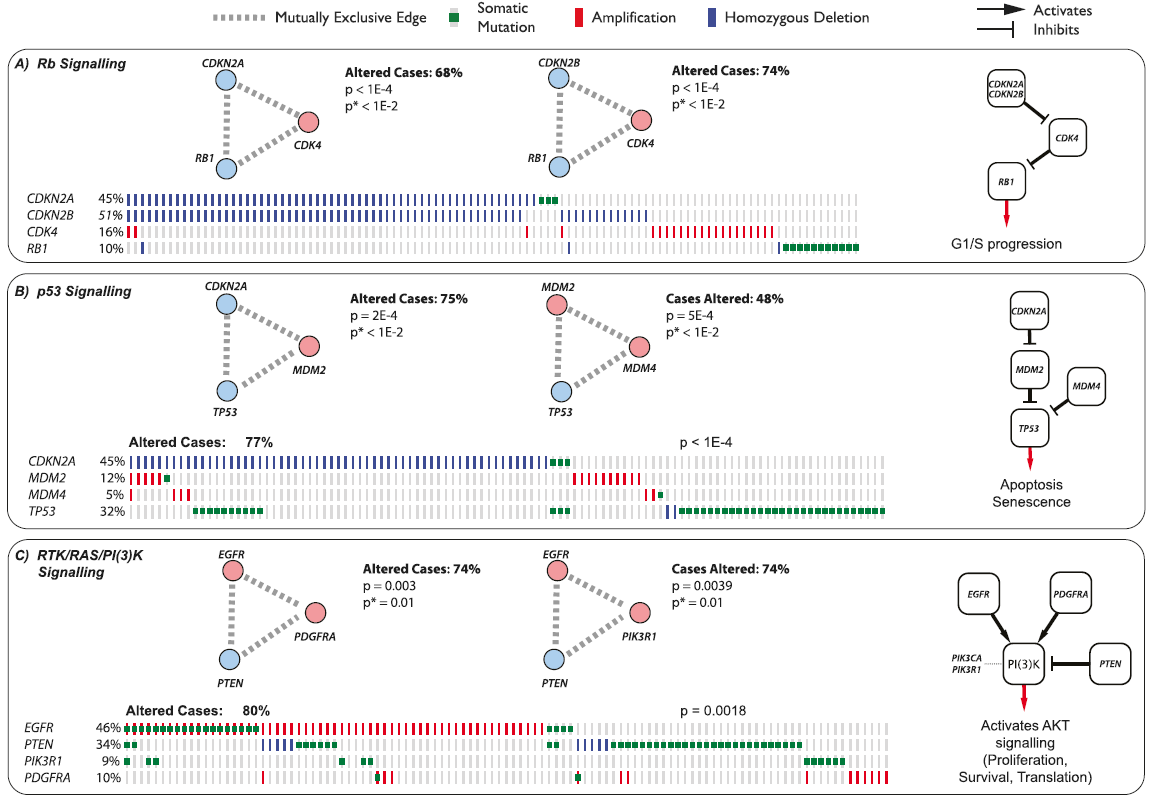 Mutually Exclusive Edge
Somatic
Mutation
Amplification
Homozygous Deletion
Activates
Inhibits
A) Rb Signalling
CDKN2A
CDK4
RB1
Altered Cases: 68%
p < 1E-4
p* < 1E-2
CDKN2B
CDK4
RB1
Altered Cases: 74%
p < 1E-4
p* < 1E-2
CDKN2A
CDKN2B
CDK4
RB1
G1/S progression
CDKN2A 45%
CDKN2B 51%
CDK4 16%
RB1 10%
B) p53 Signalling
CDKN2A
MDM2
TP53
Altered Cases: 75%
p = 2E-4
p* < 1E-2
MDM2
MDM4
TP53
Cases Altered: 48%
p = 5E-4
p* < 1E-2
CDKN2A
MDM2
MDM4
TP53
Apoptosis
Senescence
Altered Cases: 77%
p < 1E-4
CDKN2A 45%
MDM2 12%
MDM4 5%
TP53 32%
C) RTK/RAS/PI(3)K
Signalling
EGFR
PDGFRA
PTEN
Altered Cases: 74%
p = 0.003
p* = 0.01
EGFR
PIK3R1
PTEN
Cases Altered: 74%
p = 0.0039
p* = 0.01
EGFR
PDGFRA
PIK3CA
PIK3R1
PI(3)K
PTEN
Activates AKT
signalling
(Proliferation,
Survival, Translation)
Altered Cases: 80%
p = 0.0018
EGFR 46%
PTEN 34%
PIK3R1 9%
PDGFRA 10%